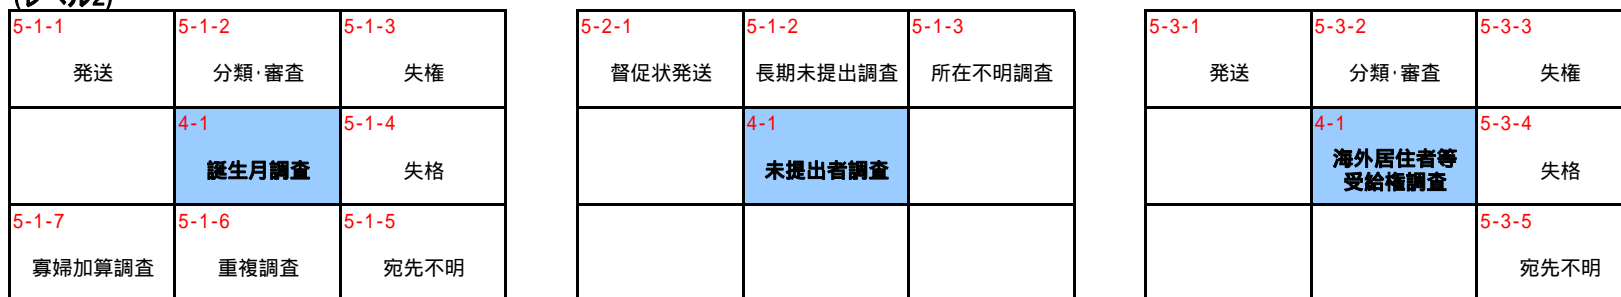 (レベル2)
5-1-1 5-1-2 5-1-3
発送 分類・審査 失権
4-1 5-1-4
誕生月調査 失格
5-1-7 5-1-6 5-1-5
寡婦加算調査 重複調査 宛先不明
5-2-1 5-1-2 5-1-3
督促状発送 長期未提出調査 所在不明調査
4-1
未提出者調査
5-3-1 5-3-2 5-3-3
発送 分類・審査 失権
4-1 5-3-4
海外居住者等
受給権調査 失格
5-3-5
宛先不明